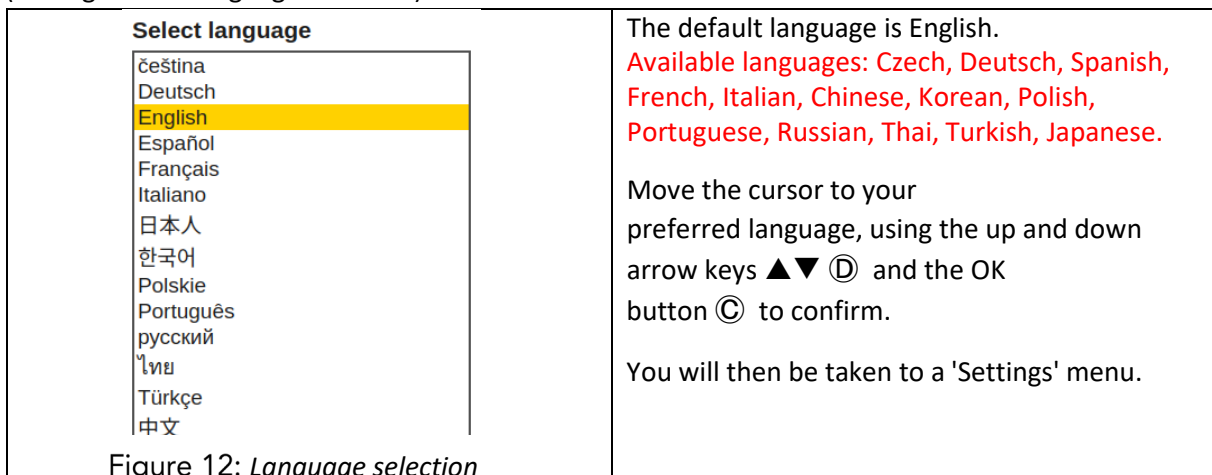 Select language
čeština
Deutsch
English
Español
Français
Italiano
日本人
한국어
Polskie
Português
русский
ไทย
Türkçe
中文
Figure 12: Language selection
The default language is English.
Available languages: Czech, Deutsch, Spanish,
French, Italian, Chinese, Korean, Polish,
Portuguese, Russian, Thai, Turkish, Japanese.
Move the cursor to your
preferred language, using the up and down
arrow keys ▲▼ Ⓓ and the OK
button Ⓒ to confirm.
You will then be taken to a 'Settings' menu.